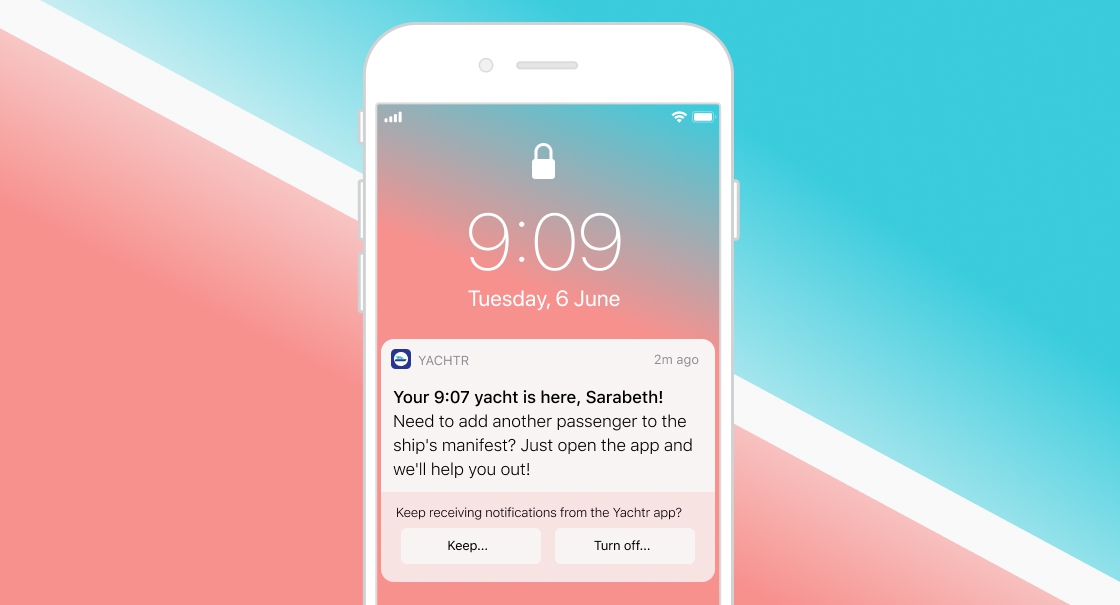 9:09
Tuesday, 6 June
YACHTR
2m ago
Your 9:07 yacht is here, Sarabeth!
Need to add another passenger to the
ship's manifest? Just open the app and
we'll help you out!
Keep receiving notifications from the Yachtr app?
Keep...
Turn off...